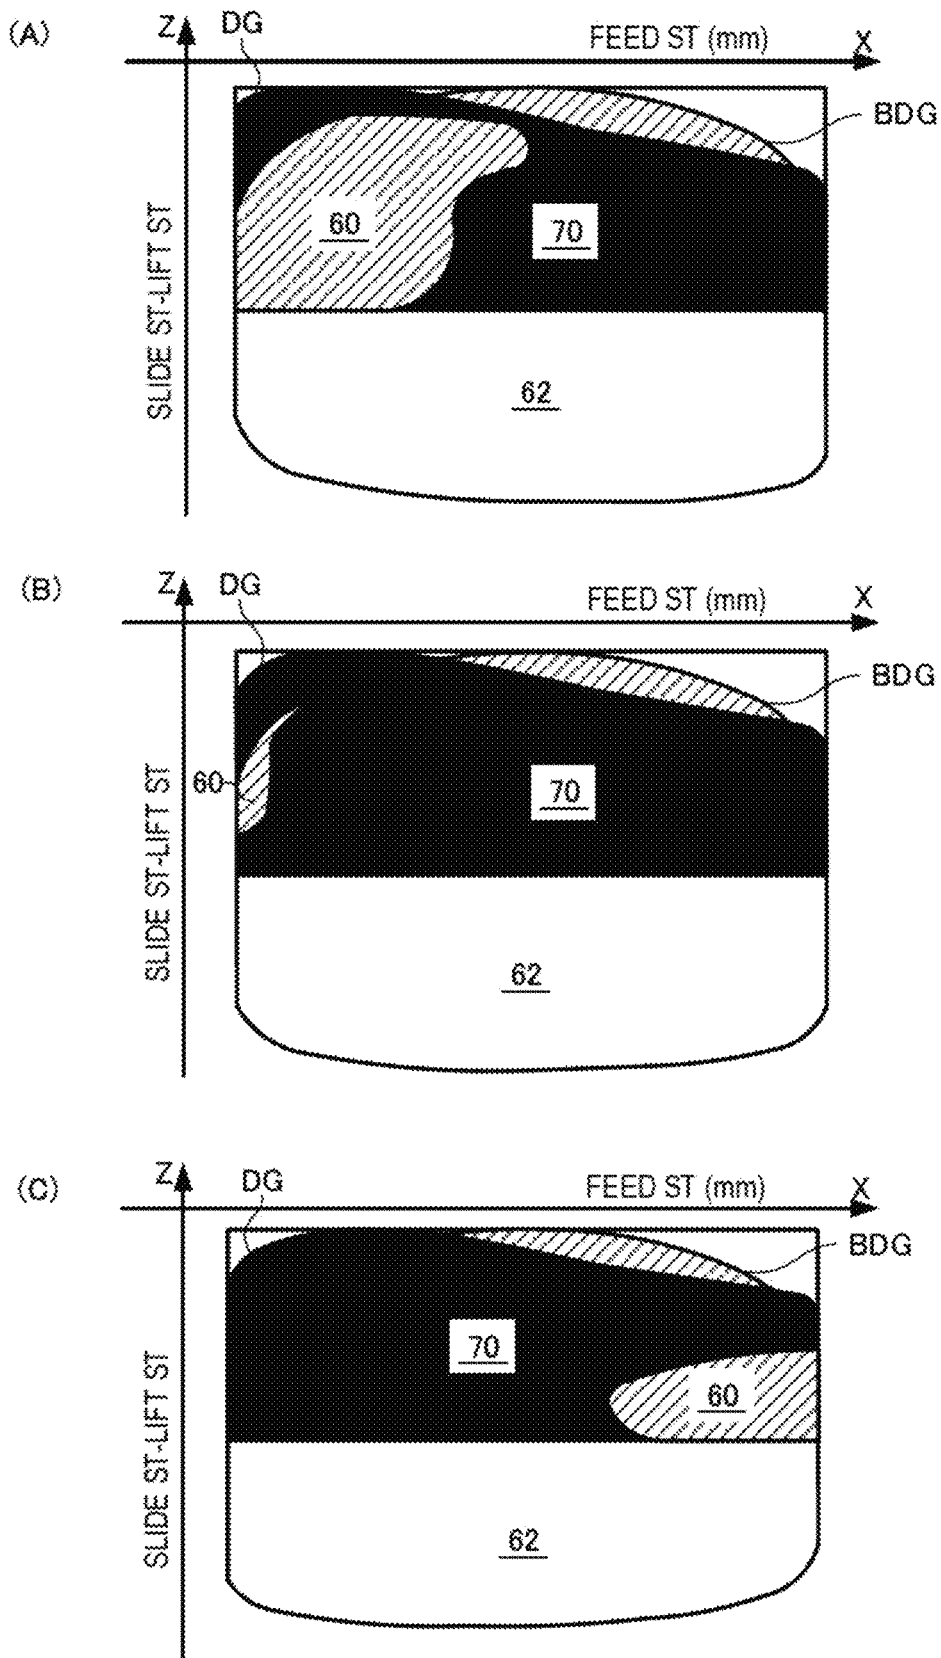 (A)
Z DG FEED ST (mm) X
BDG
60 70
SLIDE ST-LIFT ST
62
(B)
Z DG FEED ST (mm) X
BDG
60 70
SLIDE ST-LIFT ST
62
(C)
Z DG FEED ST (mm) X
BDG
70
60
SLIDE ST-LIFT ST
62